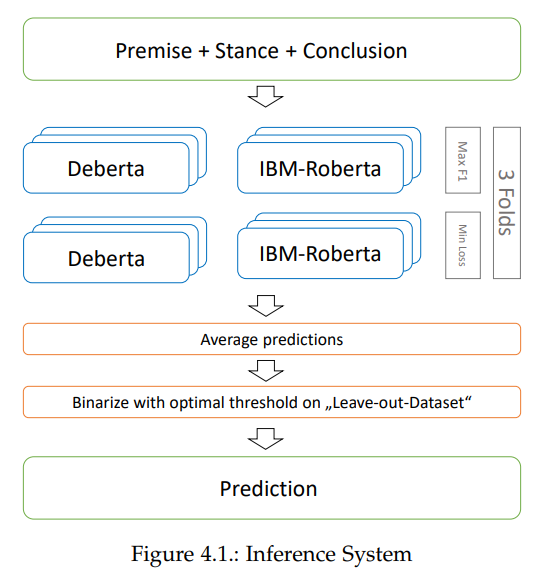 Premise + Stance + Conclusion
Deberta
IBM-Roberta
Max F1
3 Folds
Deberta
IBM-Roberta
Min Loss
Average predictions
Binarize with optimal threshold on „Leave-out-Dataset“
Prediction
Figure 4.1.: Inference System